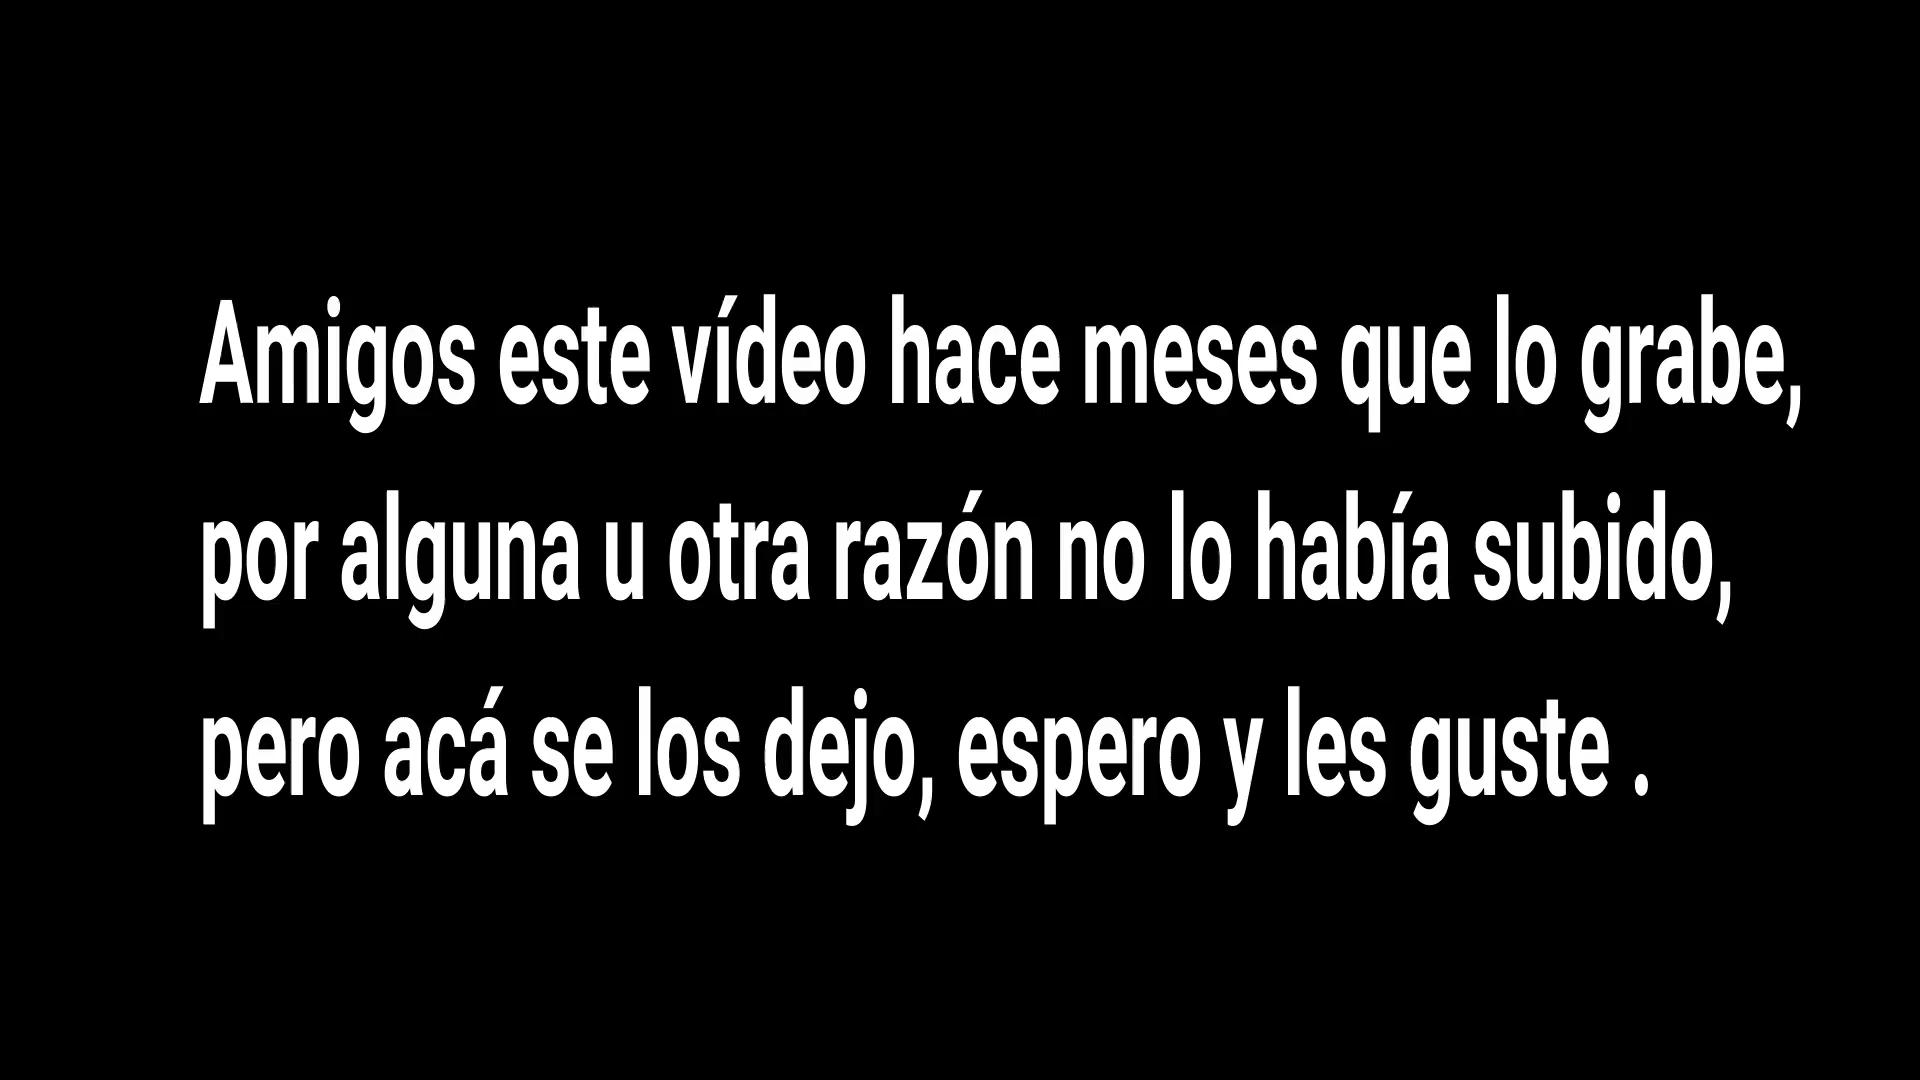 Amigos este vídeo hace meses que lo grabe,
por alguna u otra razón no lo había subido,
pero acá se los dejo, espero y les guste .